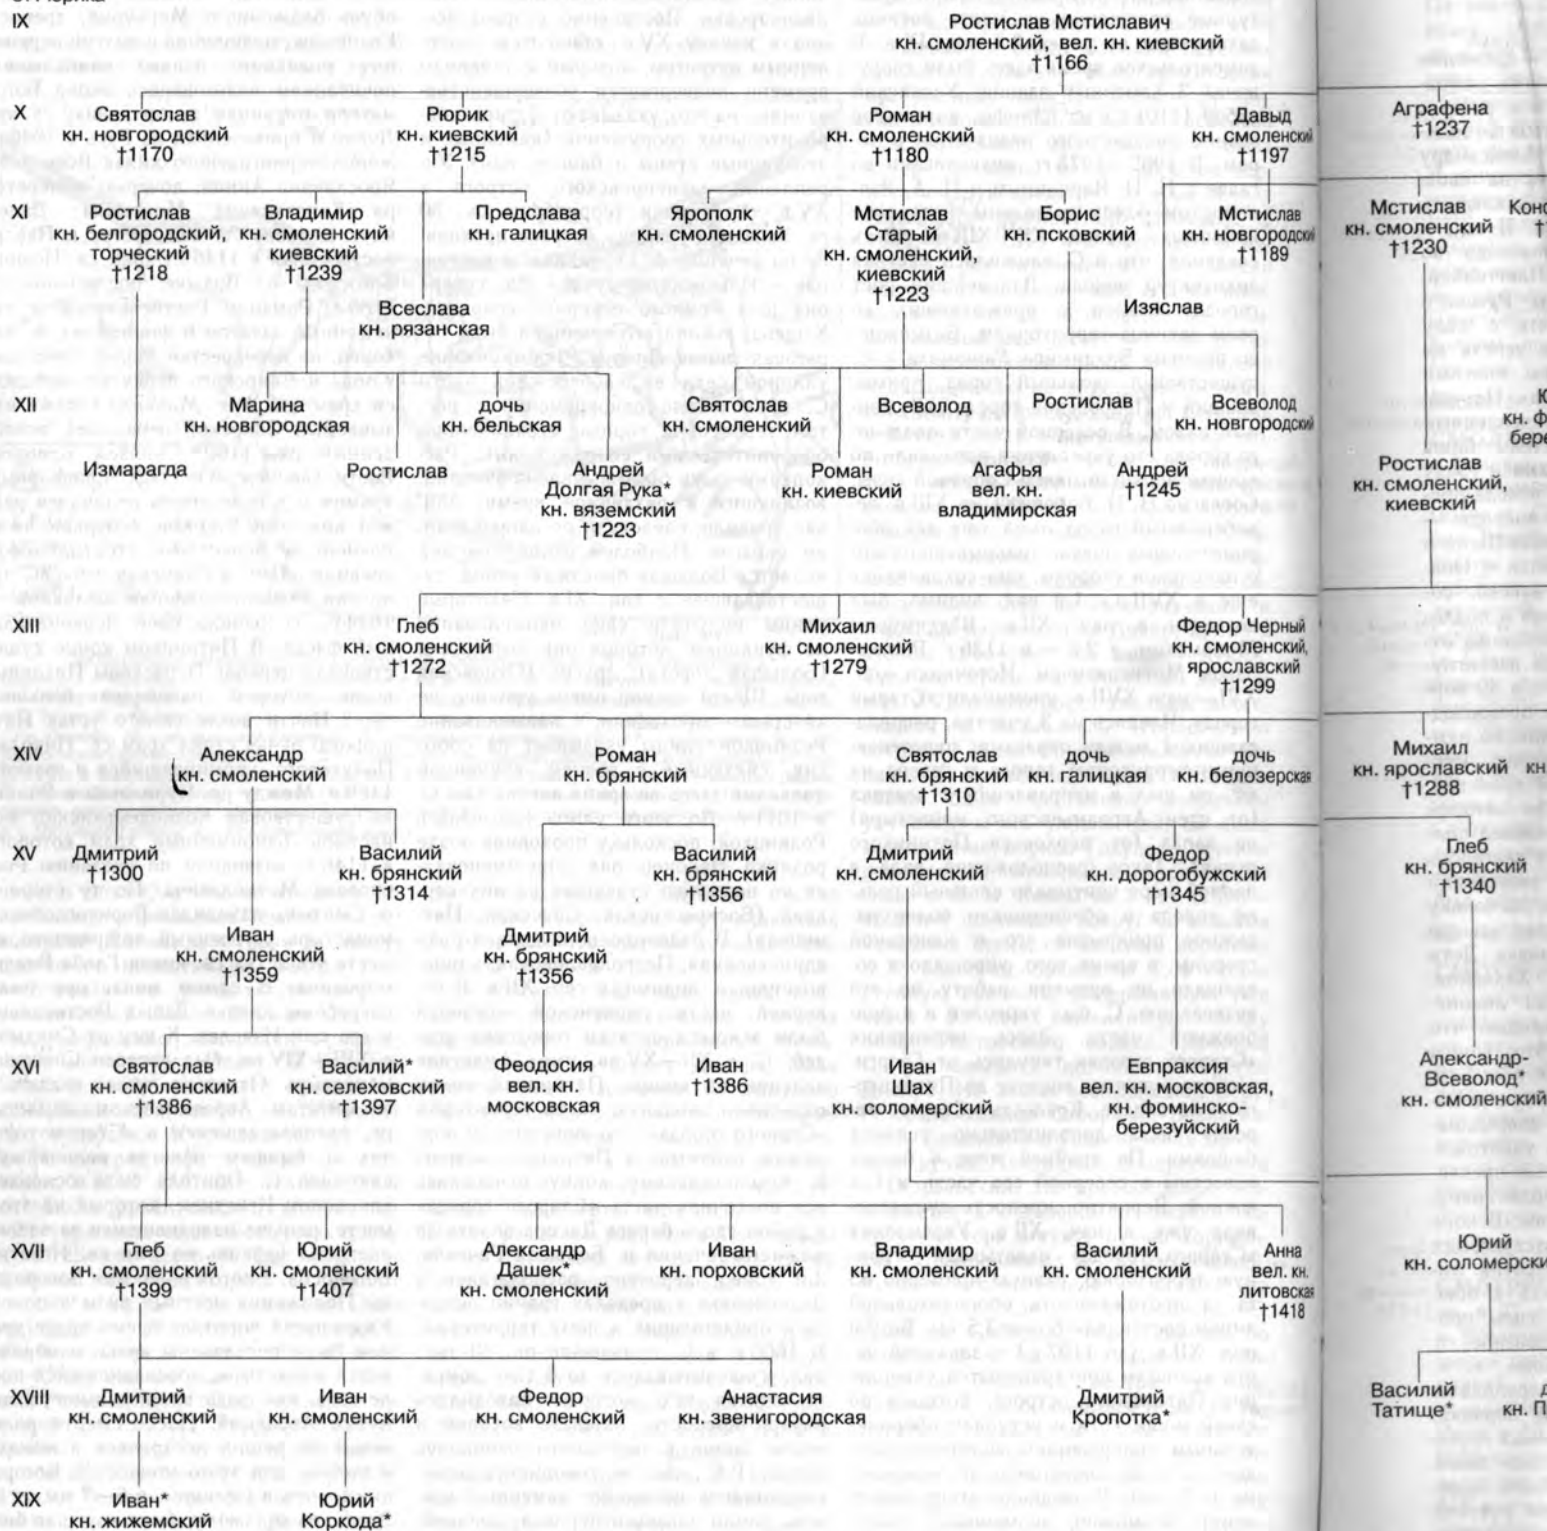 IX
Ростислав Мстиславич
кн. смоленский, вел. кн. киевский
†1166
X
Святослав
кн. новгородский
†1170
Рюрик
кн. киевский
†1215
Роман
кн. смоленский
†1180
Давыд
кн. смоленский
†1197
Аграфена
†1237
XI
Ростислав
кн. белгородский,
торческий
†1218
Владимир
кн. смоленский
киевский
†1239
Предслава
кн. галицкая
Ярополк
кн. смоленский
Мстислав
Старый
кн. смоленский,
киевский
†1223
Борис
кн. псковский
Мстислав
кн. новгородский
†1189
Мстислав
кн. смоленский
†1230
Всеслава
кн. рязанская
Изяслав
XII
Марина
кн. новгородская
дочь
кн. бельская
Святослав
кн. смоленский
Всеволод
Ростислав
Всеволод
кн. новгородский
Измарагда
Ростислав
Андрей
Долгая Рука*
кн. вяземский
†1223
Роман
кн. киевский
Агафья
вел. кн.
владимирская
Андрей
†1245
Ростислав
кн. смоленский,
киевский
XIII
Глеб
кн. смоленский
†1272
Михаил
кн. смоленский
†1279
Федор Черный
кн. смоленский,
ярославский
†1299
XIV
Александр
кн. смоленский
Роман
кн. брянский
Святослав
кн. брянский
†1310
дочь
кн. галицкая
дочь
кн. белозерская
Михаил
кн. ярославский
†1288
XV
Дмитрий
†1300
Василий
кн. брянский
†1314
Василий
кн. брянский
†1356
Дмитрий
кн. смоленский
Федор
кн. дорогобужский
†1345
Глеб
кн. брянский
†1340
Иван
кн. смоленский
†1359
Дмитрий
кн. брянский
†1356
XVI
Святослав
кн. смоленский
†1386
Василий*
кн. селеховский
†1397
Феодосия
вел. кн.
московская
Иван
†1386
Иван
Шах
кн. соломерский
Евпраксия
вел. кн. московская,
кн. фоминско-
березуйский
Александр-
Всеволод*
кн. смоленский
XVII
Глеб
кн. смоленский
†1399
Юрий
кн. смоленский
†1407
Александр
Дашек*
кн. смоленский
Иван
кн. порховский
Владимир
кн. смоленский
Василий
кн. смоленский
Анна
вел. кн.
литовская
†1418
Юрий
кн. соломерски
XVIII
Дмитрий
кн. смоленский
Иван
кн. смоленский
Федор
кн. смоленский
Анастасия
кн. звенигородская
Дмитрий
Кропотка*
Василий
Татище*
XIX
Иван*
кн. жижемский
Юрий
Коркода*